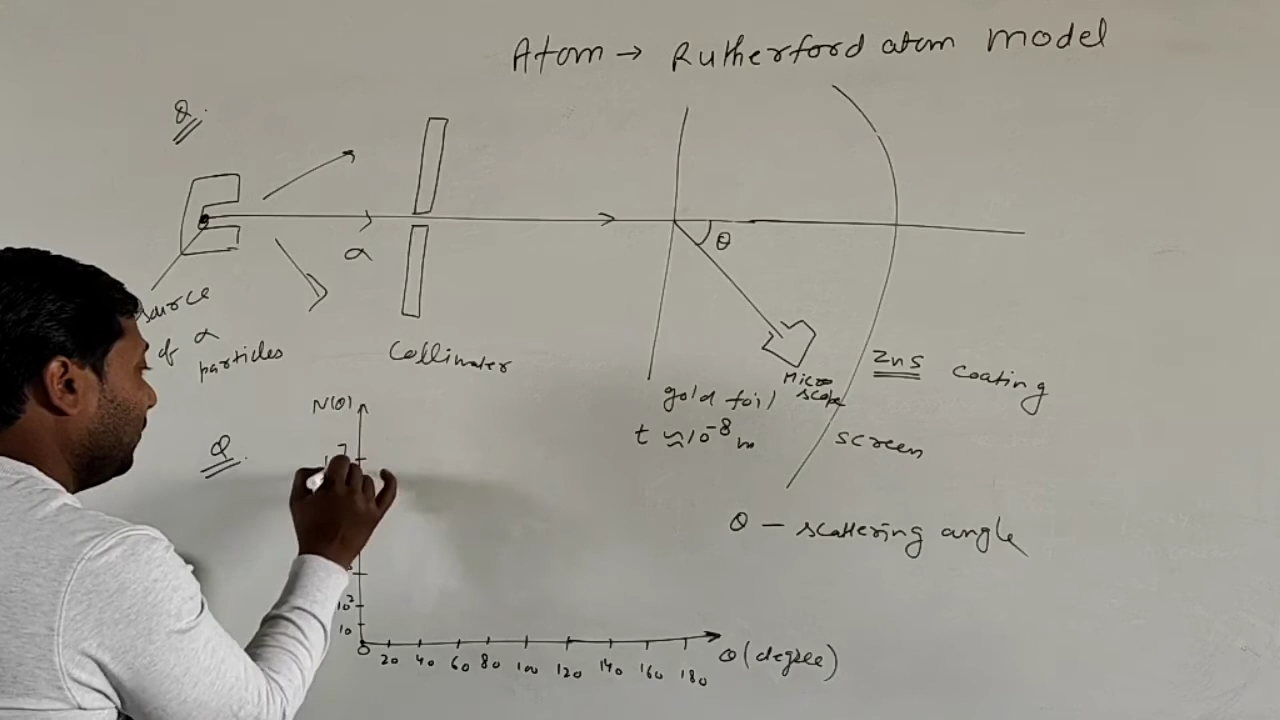 Atom → Rutherford atom model
Q.
α
θ
source
of α
particles
Collimater
Micro
scope
gold foil
t ≈ 10⁻⁸ m
ZnS coating
screen
θ – scattering angle
Q.
N(θ)
10²
10
0 20 40 60 80 100 120 140 160 180
θ (degree)